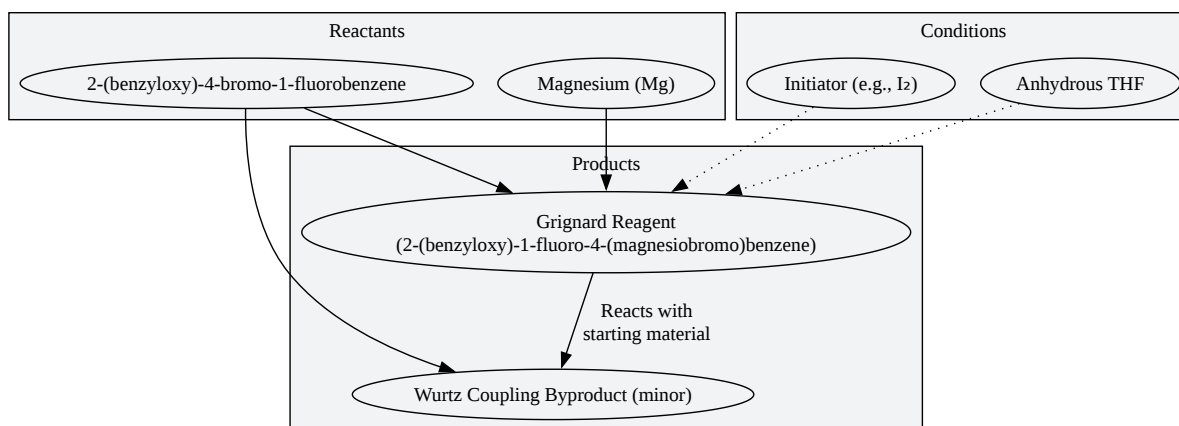 Reactants
Conditions
2-(benzyloxy)-4-bromo-1-fluorobenzene
Magnesium (Mg)
Initiator (e.g., I₂)
Anhydrous THF
Products
Grignard Reagent
(2-(benzyloxy)-1-fluoro-4-(magnesiobromo)benzene)
Reacts with
starting material
Wurtz Coupling Byproduct (minor)